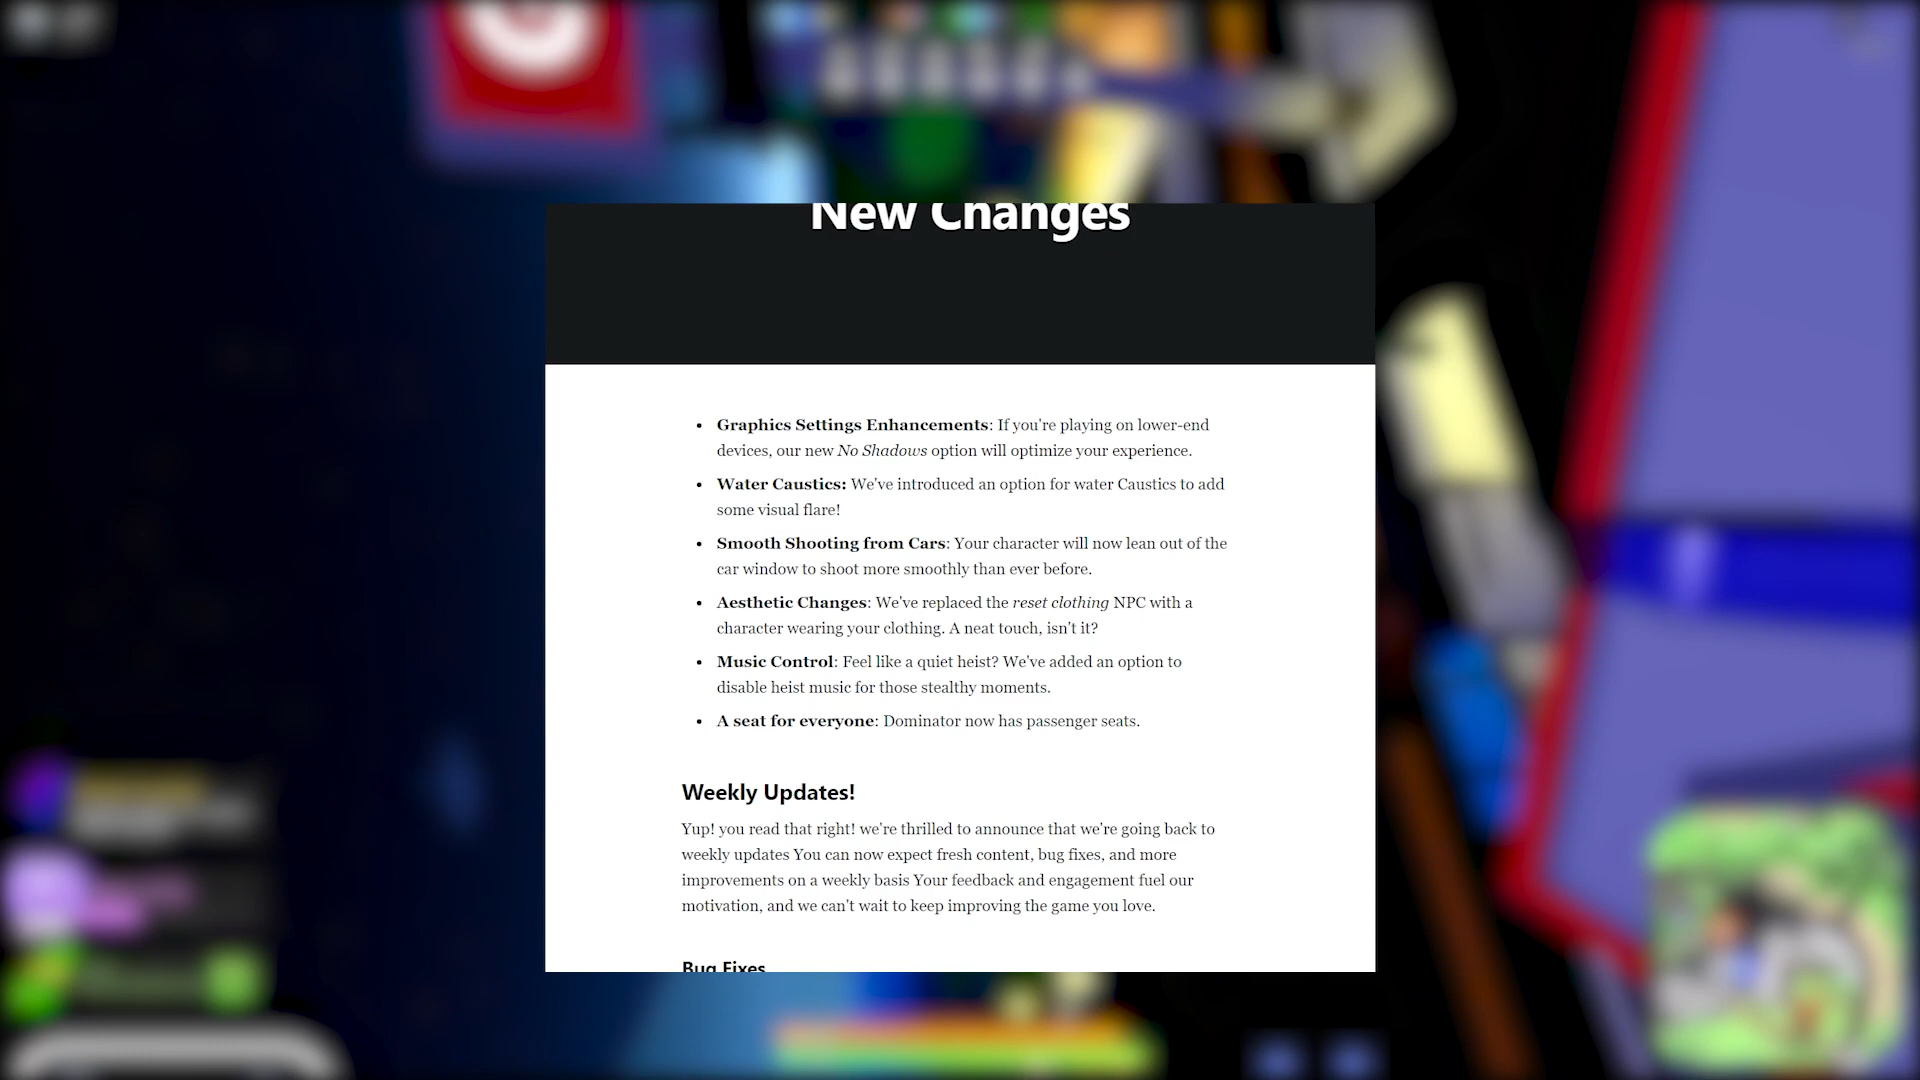 New Changes
• Graphics Settings Enhancements: If you're playing on lower-end
devices, our new No Shadows option will optimize your experience.
• Water Caustics: We've introduced an option for water Caustics to add
some visual flare!
• Smooth Shooting from Cars: Your character will now lean out of the
car window to shoot more smoothly than ever before.
• Aesthetic Changes: We've replaced the reset clothing NPC with a
character wearing your clothing. A neat touch, isn't it?
• Music Control: Feel like a quiet heist? We've added an option to
disable heist music for those stealthy moments.
• A seat for everyone: Dominator now has passenger seats.
Weekly Updates!
Yup! you read that right! we're thrilled to announce that we're going back to
weekly updates You can now expect fresh content, bug fixes, and more
improvements on a weekly basis Your feedback and engagement fuel our
motivation, and we can't wait to keep improving the game you love.
Bug Fixes